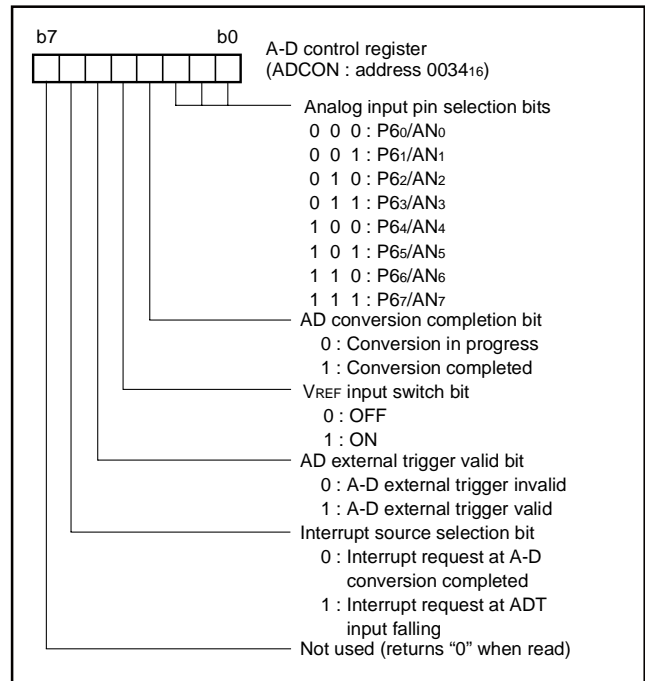 b7 b0
A-D control register
(ADCON : address 0034₁₆)
Analog input pin selection bits
0 0 0 : P6₀/AN₀
0 0 1 : P6₁/AN₁
0 1 0 : P6₂/AN₂
0 1 1 : P6₃/AN₃
1 0 0 : P6₄/AN₄
1 0 1 : P6₅/AN₅
1 1 0 : P6₆/AN₆
1 1 1 : P6₇/AN₇
AD conversion completion bit
0 : Conversion in progress
1 : Conversion completed
VREF input switch bit
0 : OFF
1 : ON
AD external trigger valid bit
0 : A-D external trigger invalid
1 : A-D external trigger valid
Interrupt source selection bit
0 : Interrupt request at A-D
conversion completed
1 : Interrupt request at ADT
input falling
Not used (returns “0” when read)